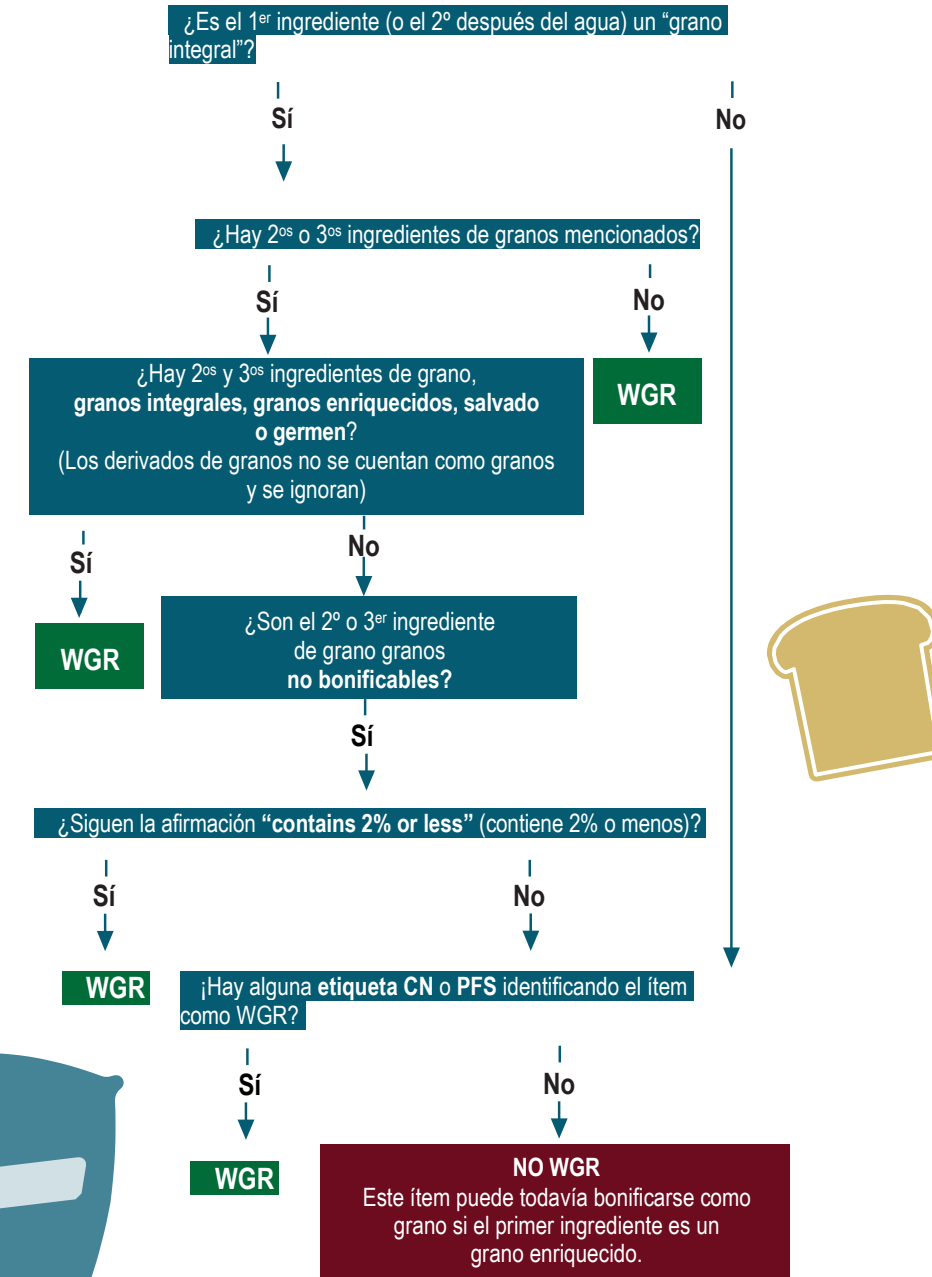 ¿Es el 1er ingrediente (o el 2º después del agua) un “grano
integral”?
Sí
No
¿Hay 2os o 3os ingredientes de granos mencionados?
Sí
No
¿Hay 2os y 3os ingredientes de grano,
granos integrales, granos enriquecidos, salvado
o germen?
(Los derivados de granos no se cuentan como granos
y se ignoran)
WGR
Sí
No
WGR
¿Son el 2º o 3er ingrediente
de grano granos
no bonificables?
Sí
¿Siguen la afirmación “contains 2% or less” (contiene 2% o menos)?
Sí
No
WGR
¡Hay alguna etiqueta CN o PFS identificando el ítem
como WGR?
Sí
No
WGR
NO WGR
Este ítem puede todavía bonificarse como
grano si el primer ingrediente es un
grano enriquecido.